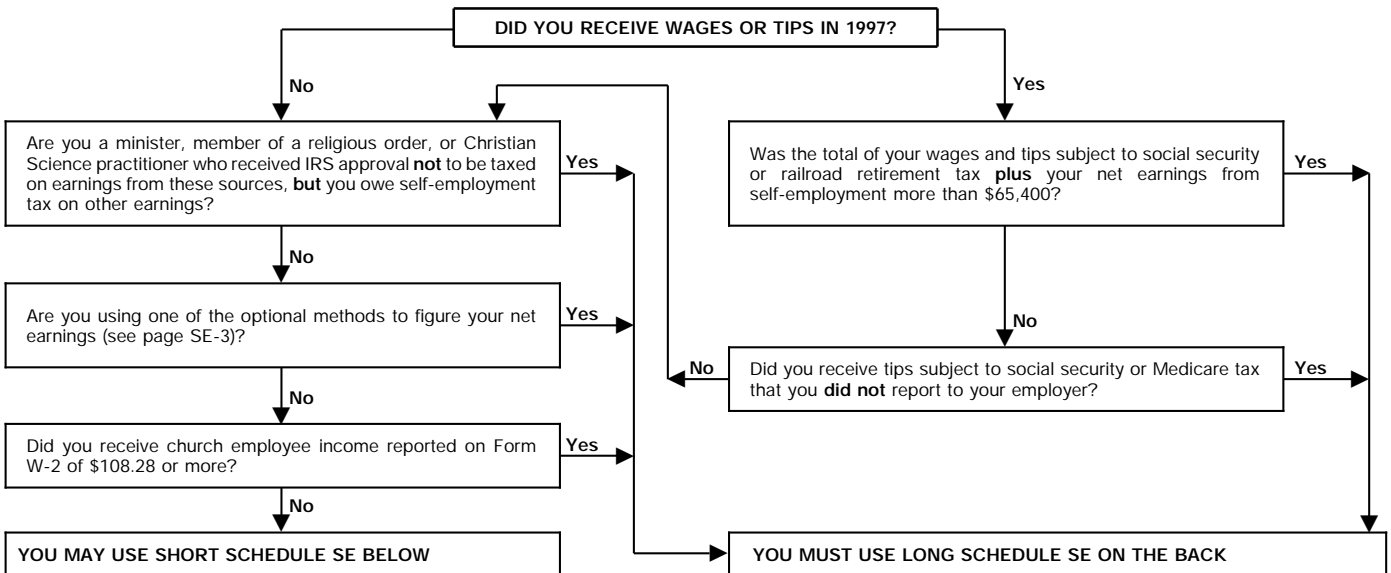 DID YOU RECEIVE WAGES OR TIPS IN 1997?
No
Yes
Are you a minister, member of a religious order, or Christian
Science practitioner who received IRS approval not to be taxed
on earnings from these sources, but you owe self-employment
tax on other earnings?
Yes
Was the total of your wages and tips subject to social security
or railroad retirement tax plus your net earnings from
self-employment more than $65,400?
Yes
No
Are you using one of the optional methods to figure your net
earnings (see page SE-3)?
Yes
No
No
Did you receive tips subject to social security or Medicare tax
that you did not report to your employer?
Yes
No
Did you receive church employee income reported on Form
W-2 of $108.28 or more?
Yes
No
YOU MAY USE SHORT SCHEDULE SE BELOW
YOU MUST USE LONG SCHEDULE SE ON THE BACK